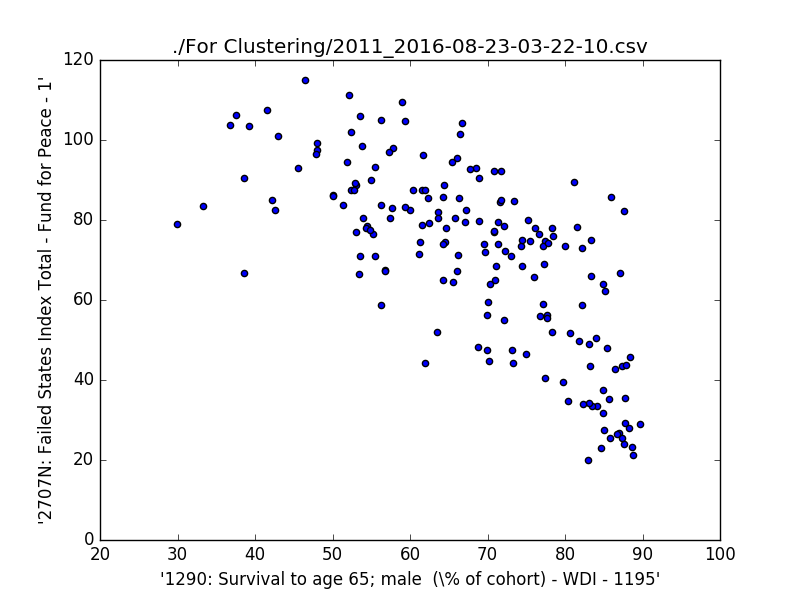 ./For Clustering/2011_2016-08-23-03-22-10.csv
120
100
80
60
40
20
0
'2707N: Failed States Index Total - Fund for Peace - 1'
20 30 40 50 60 70 80 90 100
'1290: Survival to age 65; male  (\% of cohort) - WDI - 1195'